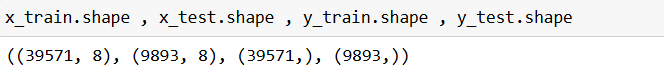 x_train.shape , x_test.shape , y_train.shape , y_test.shape
((39571, 8), (9893, 8), (39571,), (9893,))